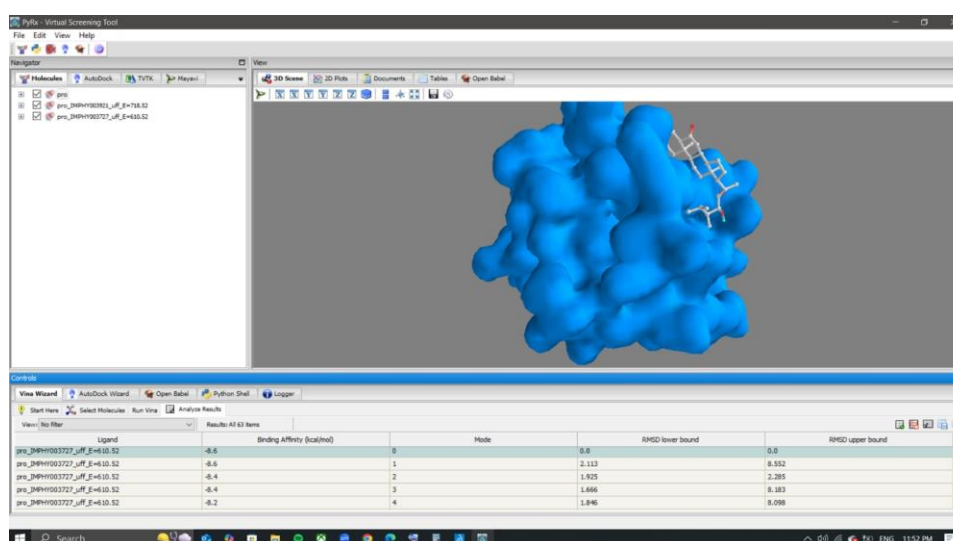 PyRx - Virtual Screening Tool
File Edit View Help
Navigator
View
Molecules AutoDock TVTK Mayavi
3D Scene 2D Plots Documents Tables Open Babel
pro
pro_IMPHY003921_uff_E=718.52
pro_IMPHY003727_uff_E=610.52
Controls
Vina Wizard AutoDock Wizard Open Babel Python Shell Logger
Start Here Select Molecules Run Vina Analyze Results
View: No filter Results: All 63 items
Ligand Binding Affinity (kcal/mol) Mode RMSD lower bound RMSD upper bound
pro_IMPHY003727_uff_E=610.52 -8.6 0 0.0 0.0
pro_IMPHY003727_uff_E=610.52 -8.6 1 2.113 8.552
pro_IMPHY003727_uff_E=610.52 -8.4 2 1.925 2.285
pro_IMPHY003727_uff_E=610.52 -8.4 3 1.666 8.183
pro_IMPHY003727_uff_E=610.52 -8.2 4 1.846 8.098
Search ENG 11:52 PM